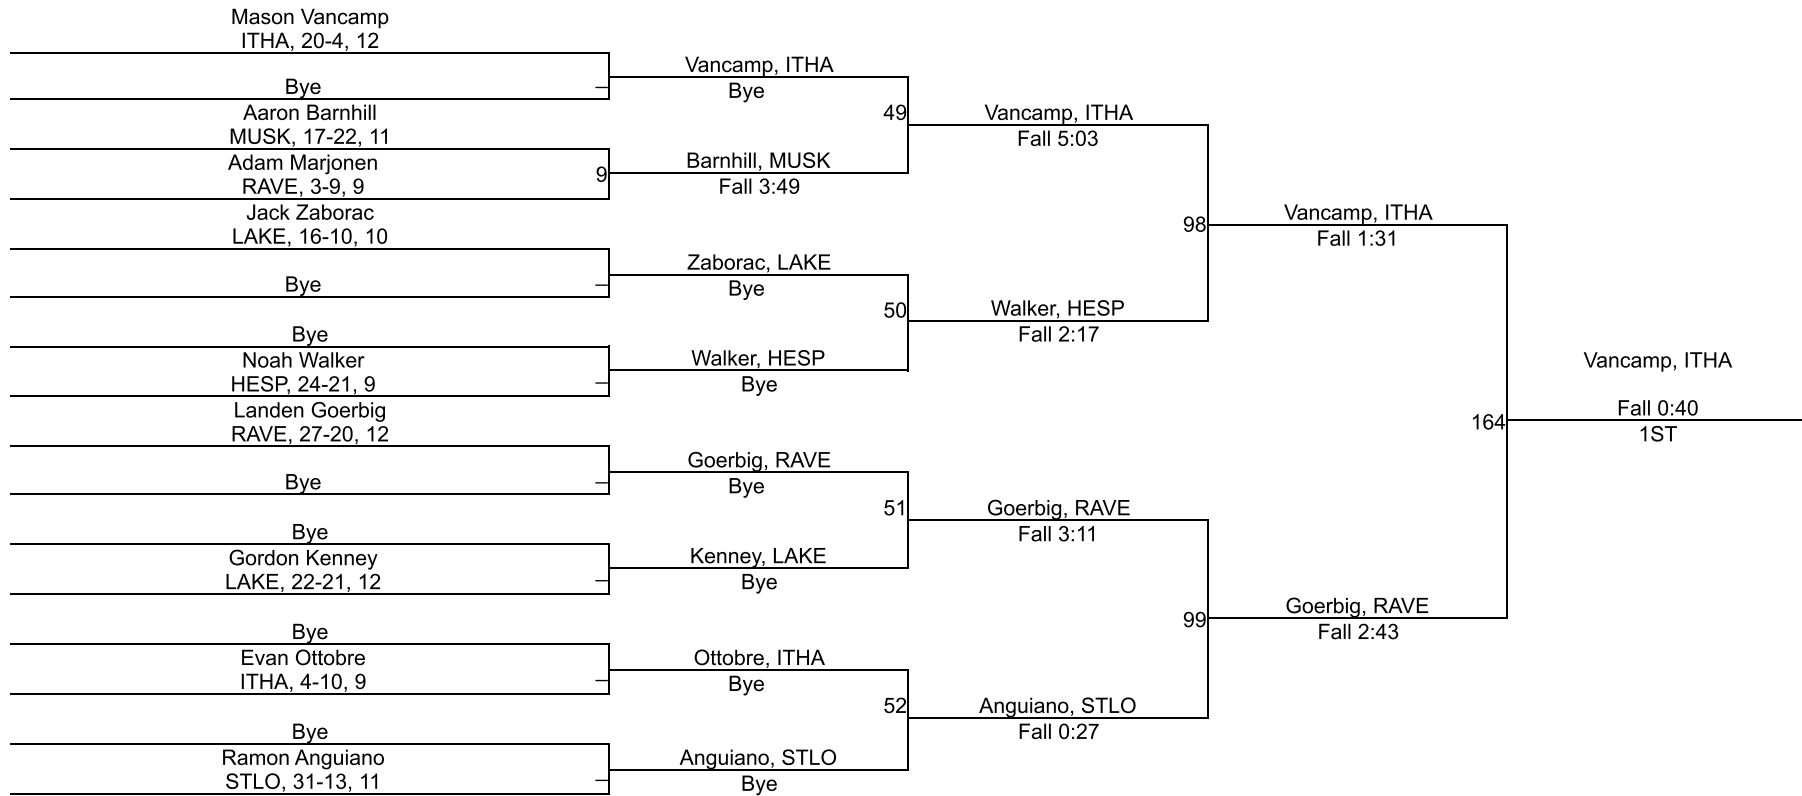 Mason Vancamp
ITHA, 20-4, 12
Bye
Aaron Barnhill
MUSK, 17-22, 11
Adam Marjonen
RAVE, 3-9, 9
Jack Zaborac
LAKE, 16-10, 10
Bye
Bye
Noah Walker
HESP, 24-21, 9
Landen Goerbig
RAVE, 27-20, 12
Bye
Bye
Gordon Kenney
LAKE, 22-21, 12
Bye
Evan Ottobre
ITHA, 4-10, 9
Bye
Ramon Anguiano
STLO, 31-13, 11
–
9
–
–
–
–
–
–
Vancamp, ITHA
Bye
Barnhill, MUSK
Fall 3:49
Zaborac, LAKE
Bye
Walker, HESP
Bye
Goerbig, RAVE
Bye
Kenney, LAKE
Bye
Ottobre, ITHA
Bye
Anguiano, STLO
Bye
49
50
51
52
Vancamp, ITHA
Fall 5:03
Walker, HESP
Fall 2:17
Goerbig, RAVE
Fall 3:11
Anguiano, STLO
Fall 0:27
98
99
Vancamp, ITHA
Fall 1:31
Goerbig, RAVE
Fall 2:43
164
Vancamp, ITHA
Fall 0:40
1ST